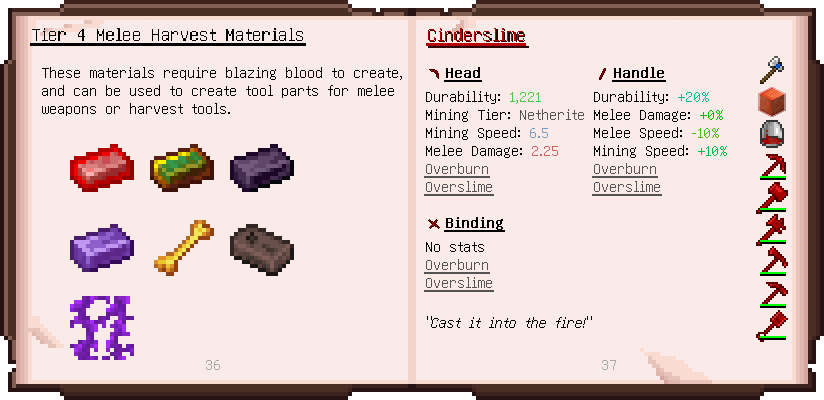 Tier 4 Melee Harvest Materials
These materials require blazing blood to create,
and can be used to create tool parts for melee
weapons or harvest tools.
36
Cinderslime
Head
Durability: 1,221
Mining Tier: Netherite
Mining Speed: 6.5
Melee Damage: 2.25
Overburn
Overslime
Handle
Durability: +20%
Melee Damage: +0%
Melee Speed: -10%
Mining Speed: +10%
Overburn
Overslime
Binding
No stats
Overburn
Overslime
"Cast it into the fire!"
37